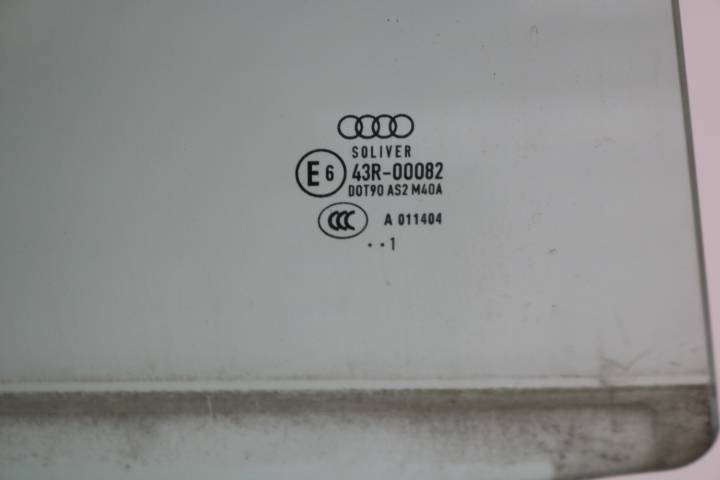 SOLIVER
E6 43R-00082
DOT90 AS2 M40A
CCC A 011404
..1